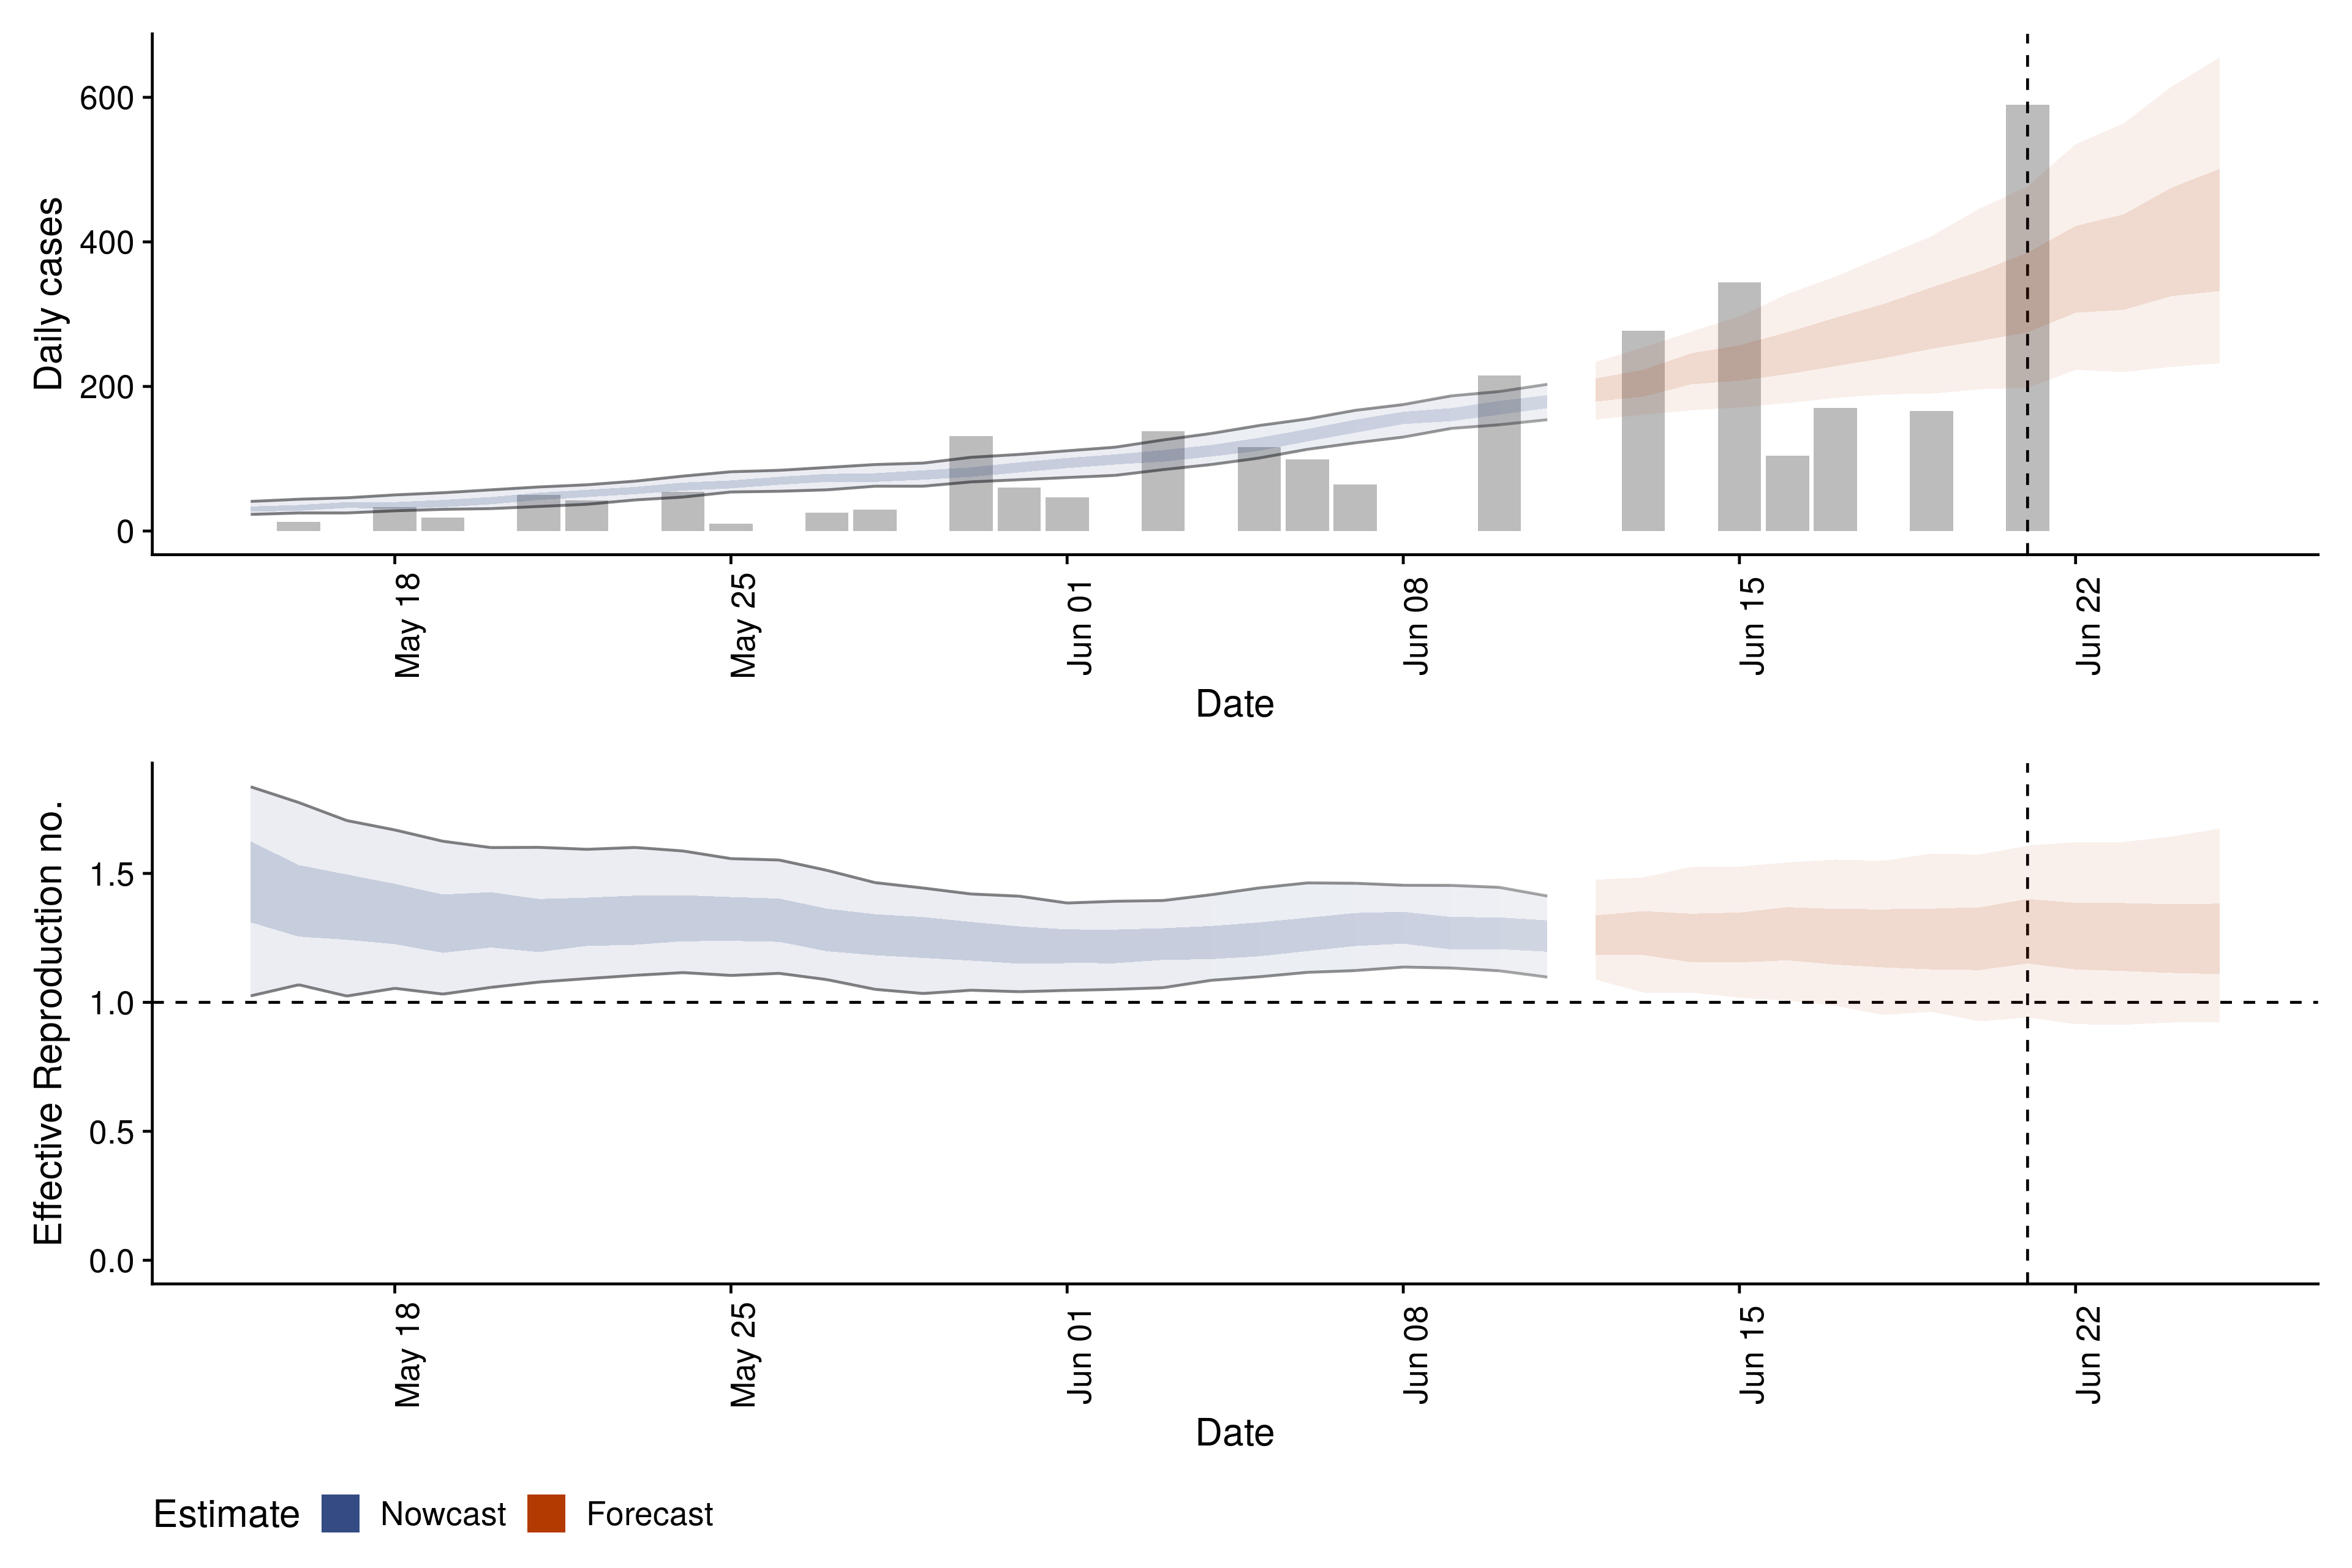 600
400
200
0
Daily cases
May 18
May 25
Jun 01
Jun 08
Jun 15
Jun 22
Date
1.5
1.0
0.5
0.0
Effective Reproduction no.
May 18
May 25
Jun 01
Jun 08
Jun 15
Jun 22
Date
Estimate Nowcast Forecast